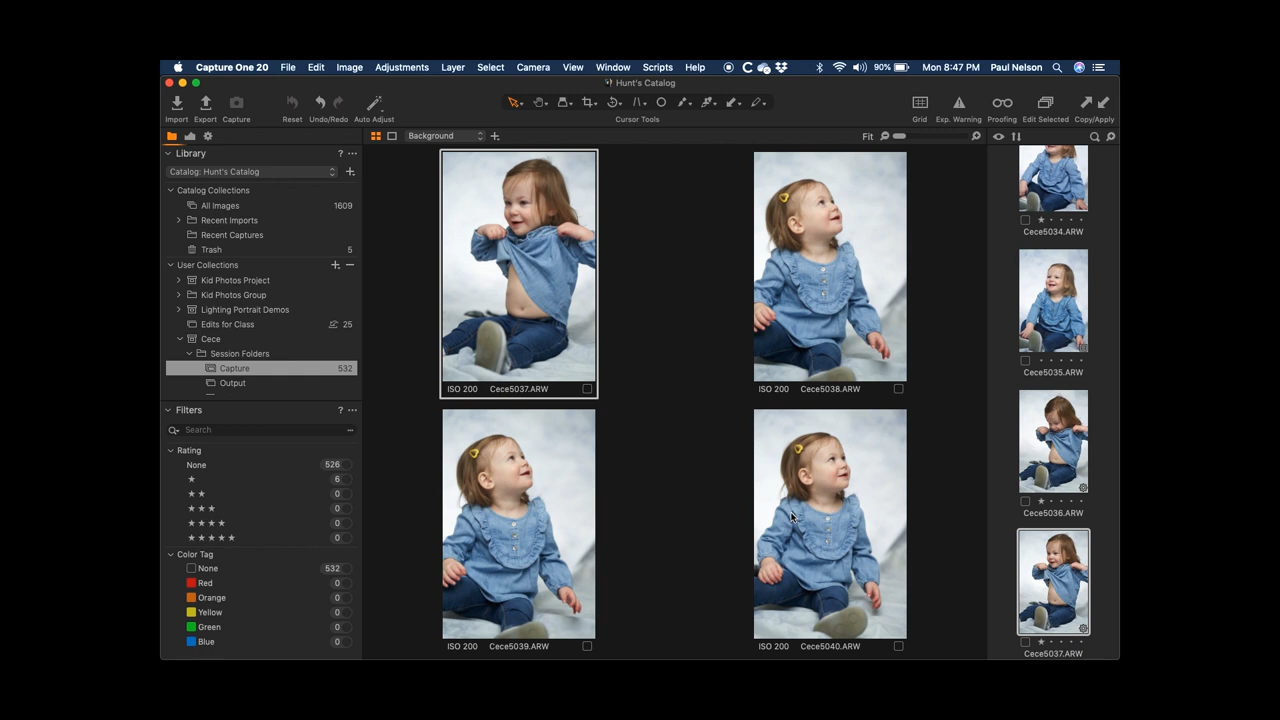 Capture One 20 File Edit Image Adjustments Layer Select Camera View Window Scripts Help 90% Mon 8:47 PM Paul Nelson
Hunt's Catalog
Import Export Capture Reset Undo/Redo Auto Adjust Cursor Tools Grid Exp. Warning Proofing Edit Selected Copy/Apply
Background Fit
Library ?
Catalog: Hunt's Catalog
Catalog Collections
All Images 1609
Recent Imports
Recent Captures
Trash 5
User Collections
Kid Photos Project
Kid Photos Group
Lighting Portrait Demos
Edits for Class 25
Cece
Session Folders
Capture 532
Output
Filters ?
Search
Rating
None 526
6
0
0
0
0
Color Tag
None 532
Red 0
Orange 0
Yellow 0
Green 0
Blue 0
ISO 200 Cece5037.ARW
ISO 200 Cece5038.ARW
ISO 200 Cece5039.ARW
ISO 200 Cece5040.ARW
Cece5034.ARW
Cece5035.ARW
Cece5036.ARW
Cece5037.ARW